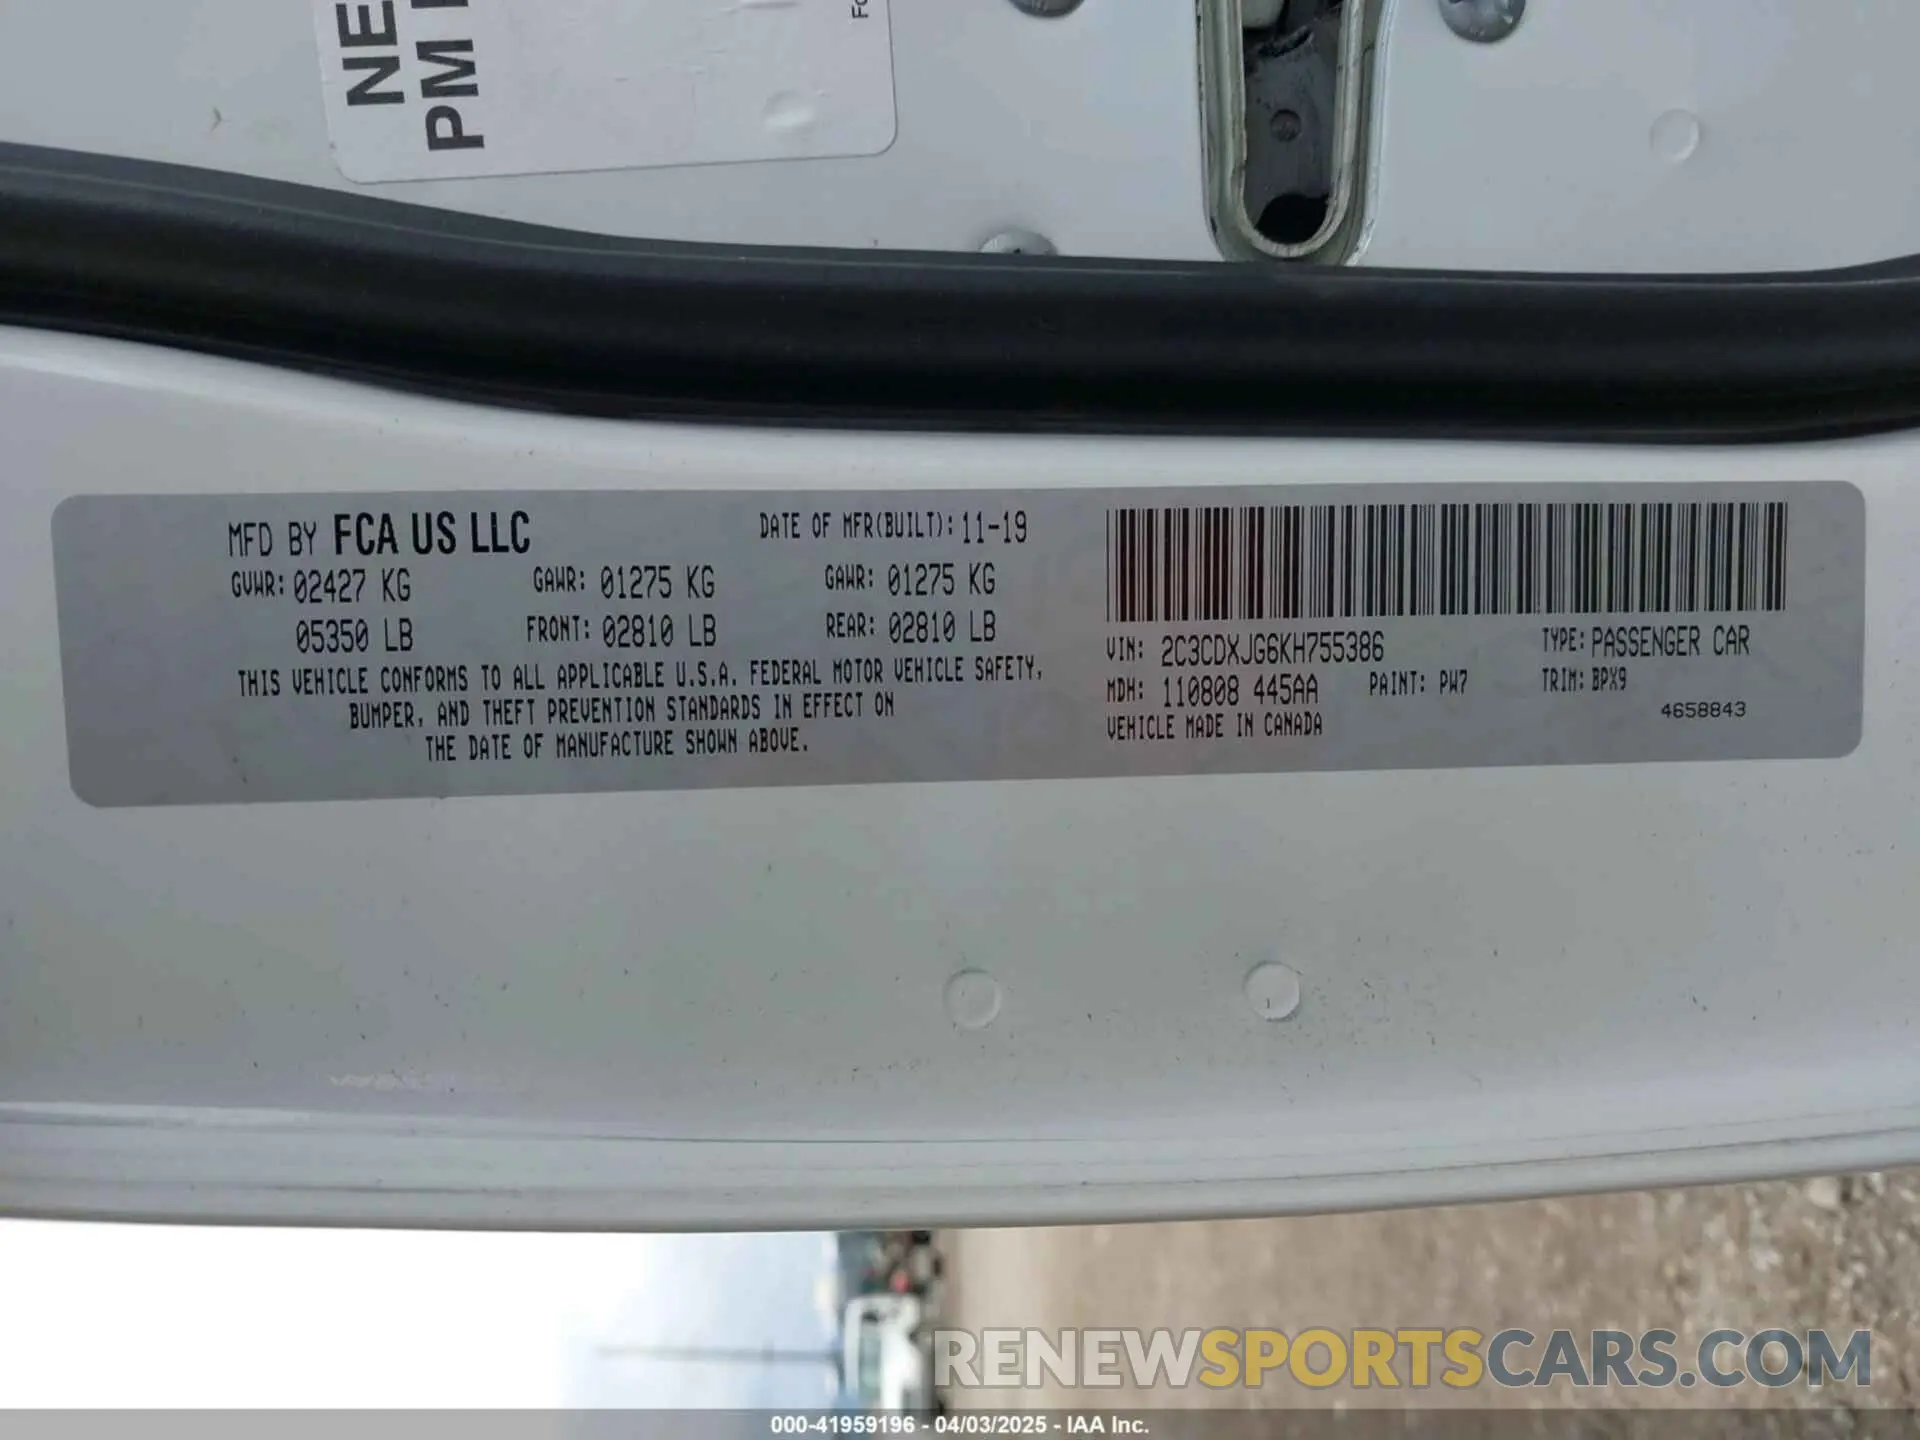 NE
PM
Fo
MFD BY FCA US LLC
DATE OF MFR(BUILT): 11-19
GVWR: 02427 KG
GAWR: 01275 KG
GAWR: 01275 KG
05350 LB
FRONT: 02810 LB
REAR: 02810 LB
THIS VEHICLE CONFORMS TO ALL APPLICABLE U.S.A. FEDERAL MOTOR VEHICLE SAFETY,
BUMPER, AND THEFT PREVENTION STANDARDS IN EFFECT ON
THE DATE OF MANUFACTURE SHOWN ABOVE.
VIN: 2C3CDXJG6KH755386
TYPE: PASSENGER CAR
MDH: 110808 445AA
PAINT: PW7
TRIM: BPX9
VEHICLE MADE IN CANADA
4658843
RENEWSPORTSCARS.COM
000-41959196 - 04/03/2025 - IAA Inc.